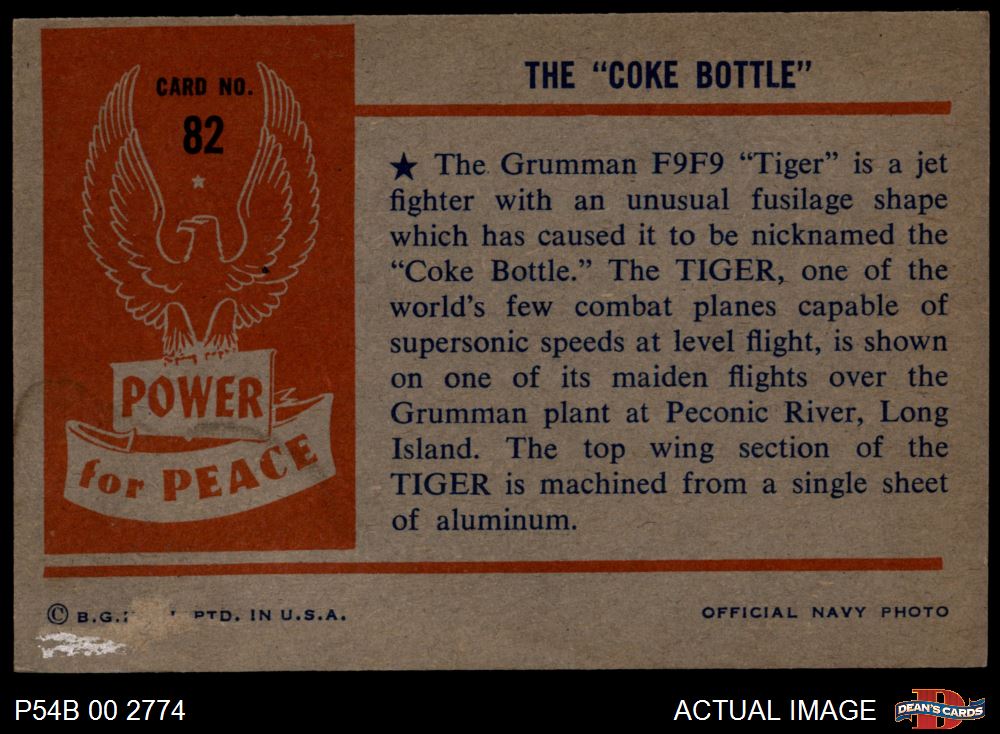 CARD NO.
82
POWER
for PEACE
THE “COKE BOTTLE”
★ The Grumman F9F9 “Tiger” is a jet
fighter with an unusual fusilage shape
which has caused it to be nicknamed the
“Coke Bottle.” The TIGER, one of the
world's few combat planes capable of
supersonic speeds at level flight, is shown
on one of its maiden flights over the
Grumman plant at Peconic River, Long
Island. The top wing section of the
TIGER is machined from a single sheet
of aluminum.
© B.G. PTD. IN U.S.A.
OFFICIAL NAVY PHOTO
P54B 00 2774
ACTUAL IMAGE
DEAN'S CARDS